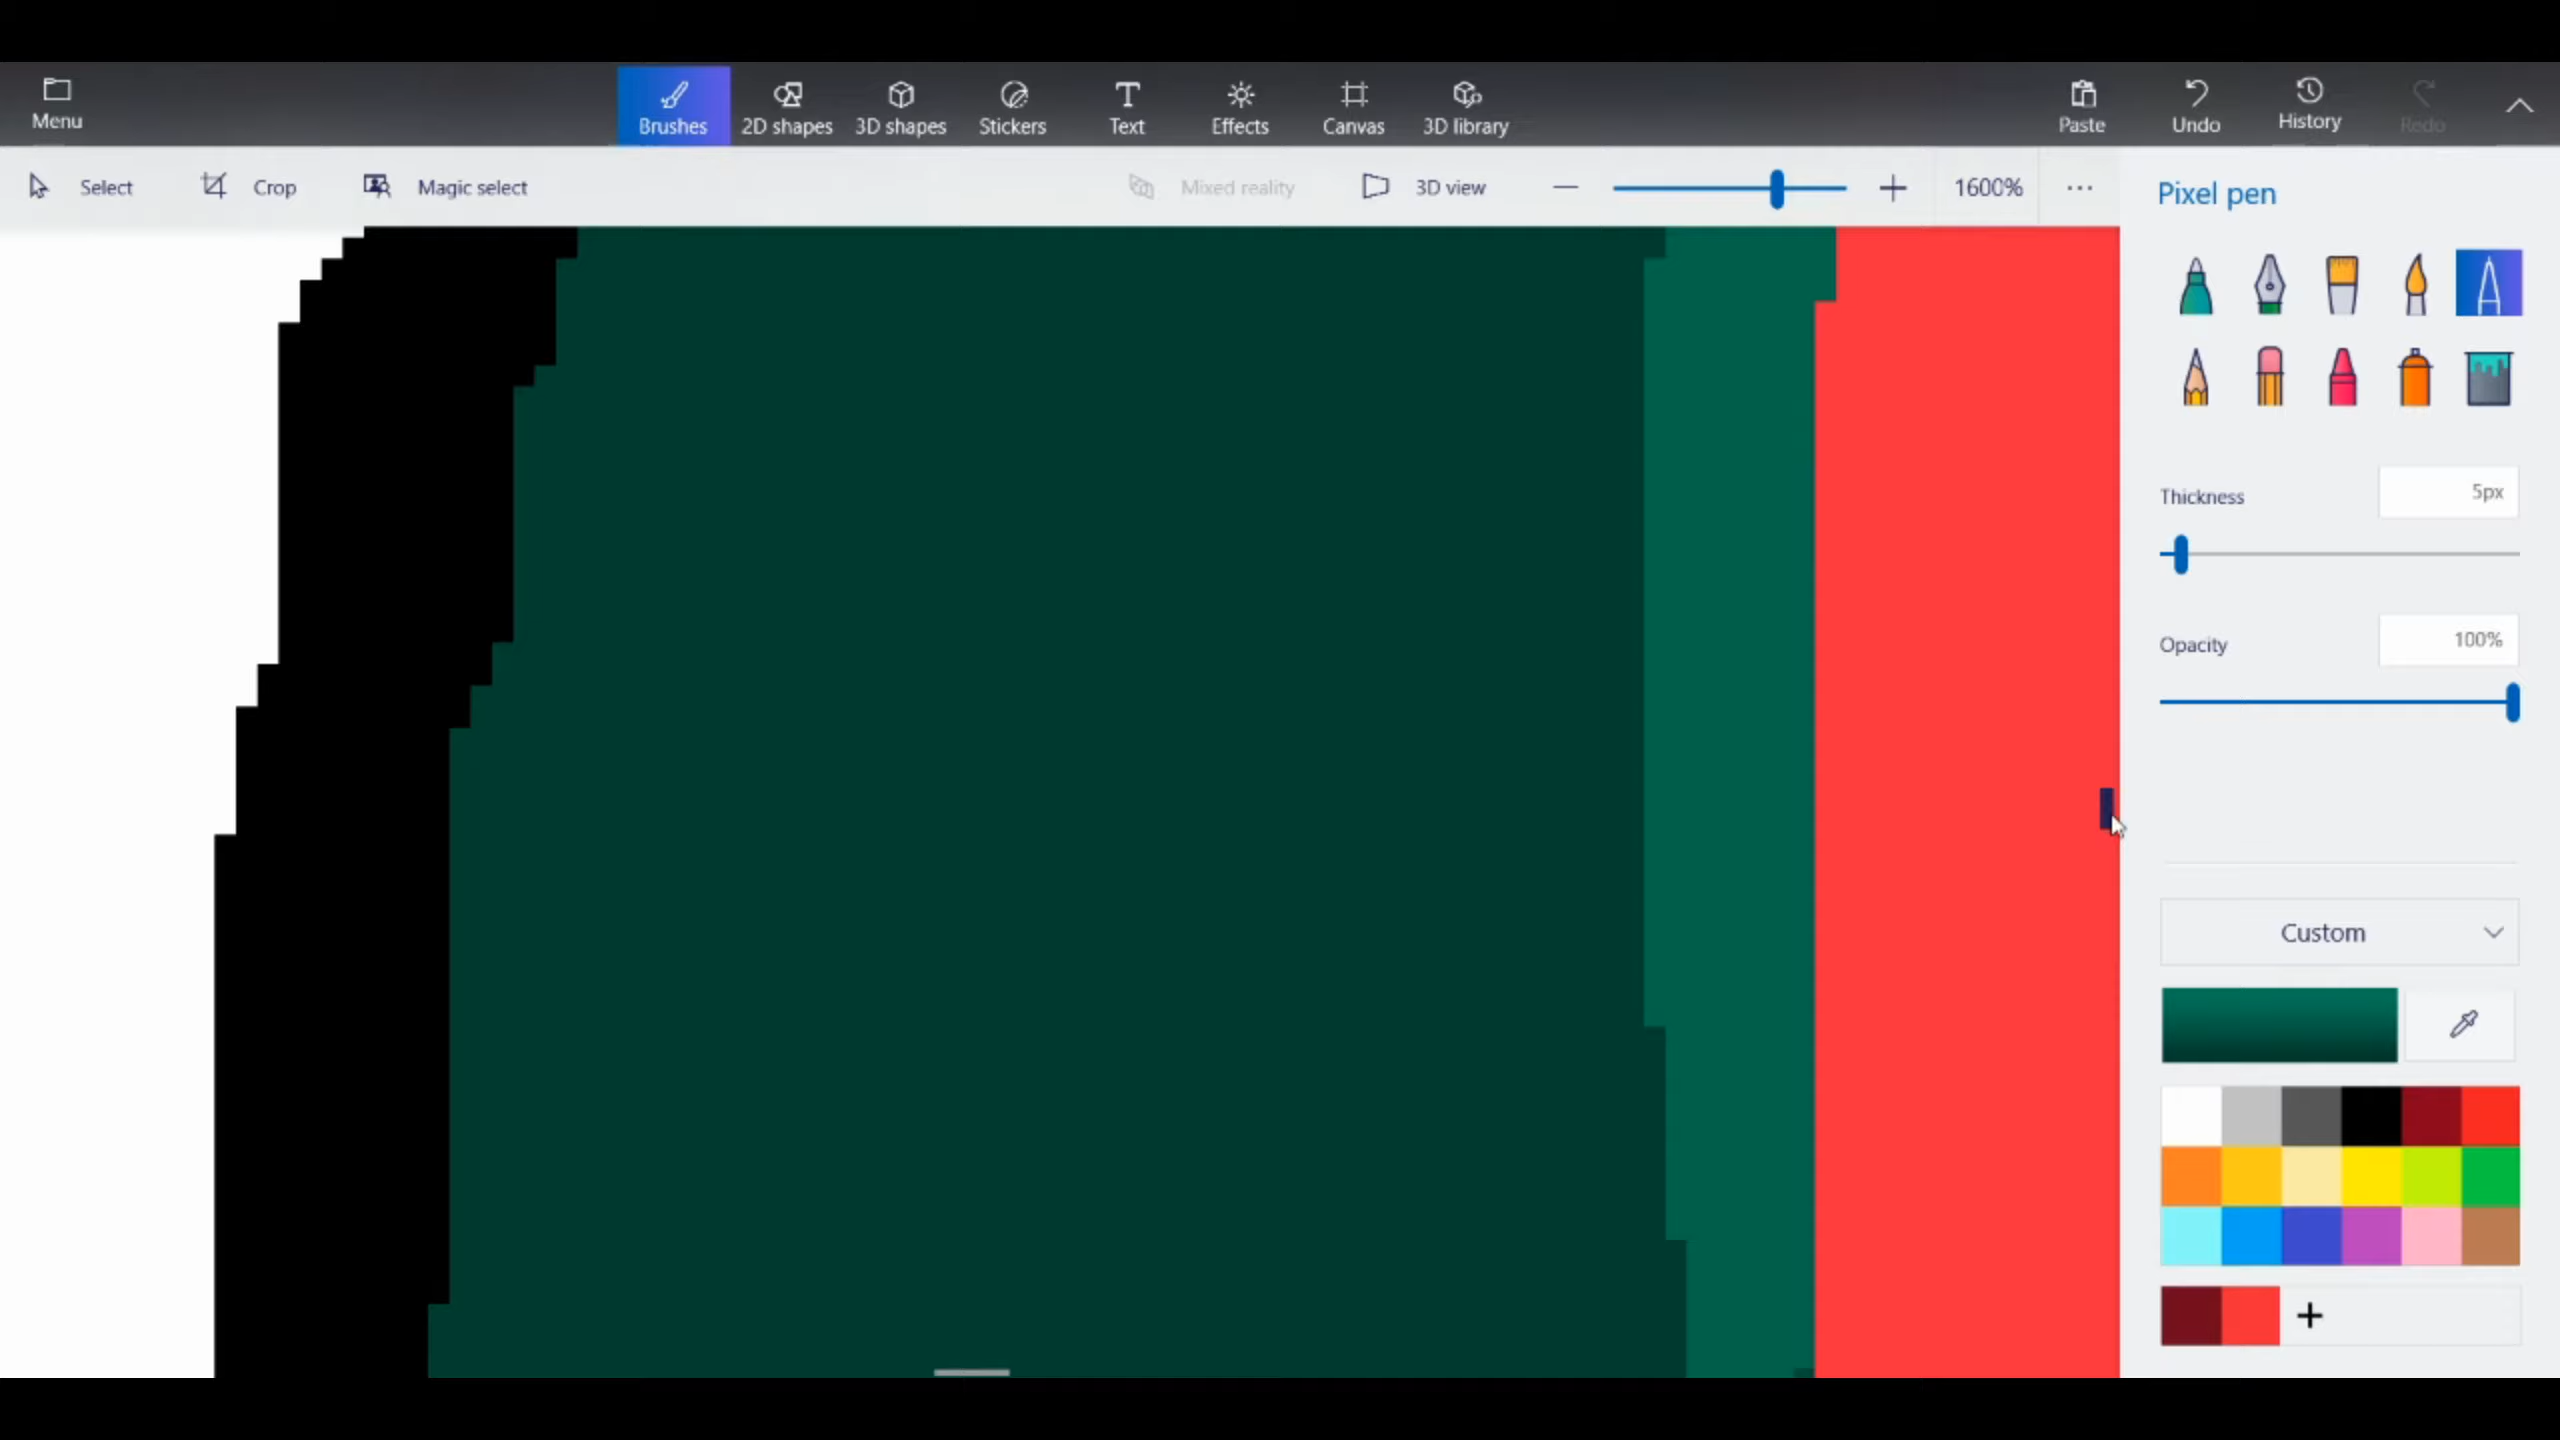 Menu
Brushes
2D shapes
3D shapes
Stickers
Text
Effects
Canvas
3D library
Paste
Undo
History
Redo
Select
Crop
Magic select
Mixed reality
3D view
1600%
Pixel pen
Thickness
5px
Opacity
100%
Custom